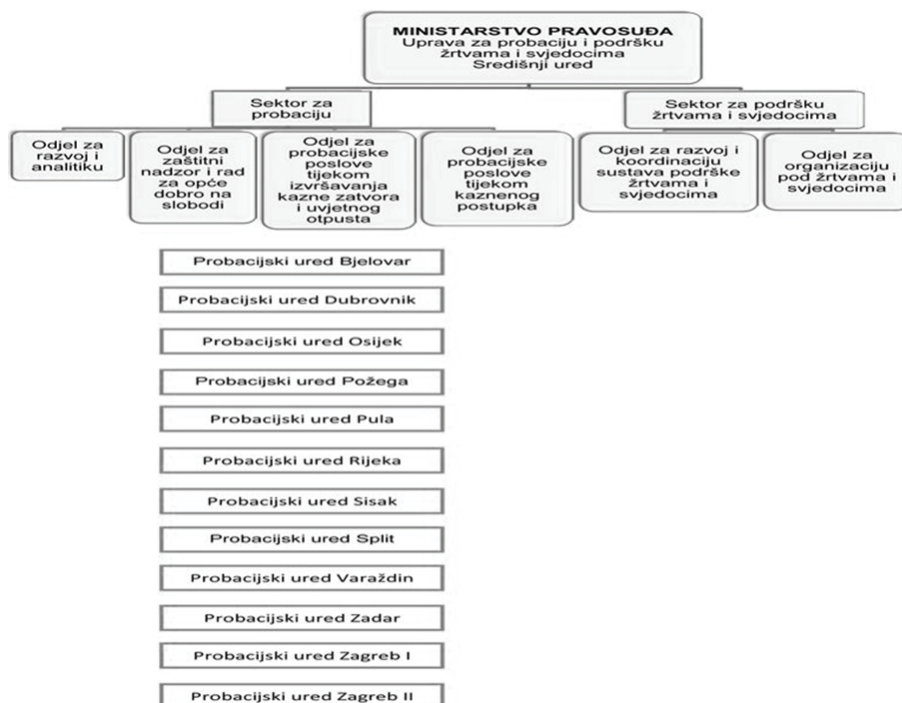 MINISTARSTVO PRAVOSUĐA
Uprava za probaciju i podršku
žrtvama i svjedocima
Središnji ured
Sektor za
probaciju
Sektor za podršku
žrtvama i svjedocima
Odjel za
razvoj i
analitiku
Odjel za
zaštitni
nadzor i rad
za opće
dobro na
slobodi
Odjel za
probacijske
poslove
tijekom
izvršavanja
kazne zatvora
i uvjetnog
otpusta
Odjel za
probacijske
poslove
tijekom
kaznenog
postupka
Odjel za razvoj i
koordinaciju
sustava podrške
žrtvama i
svjedocima
Odjel za
organizaciju
pod žrtvama i
svjedocima
Probacijski ured Bjelovar
Probacijski ured Dubrovnik
Probacijski ured Osijek
Probacijski ured Požega
Probacijski ured Pula
Probacijski ured Rijeka
Probacijski ured Sisak
Probacijski ured Split
Probacijski ured Varaždin
Probacijski ured Zadar
Probacijski ured Zagreb I
Probacijski ured Zagreb II